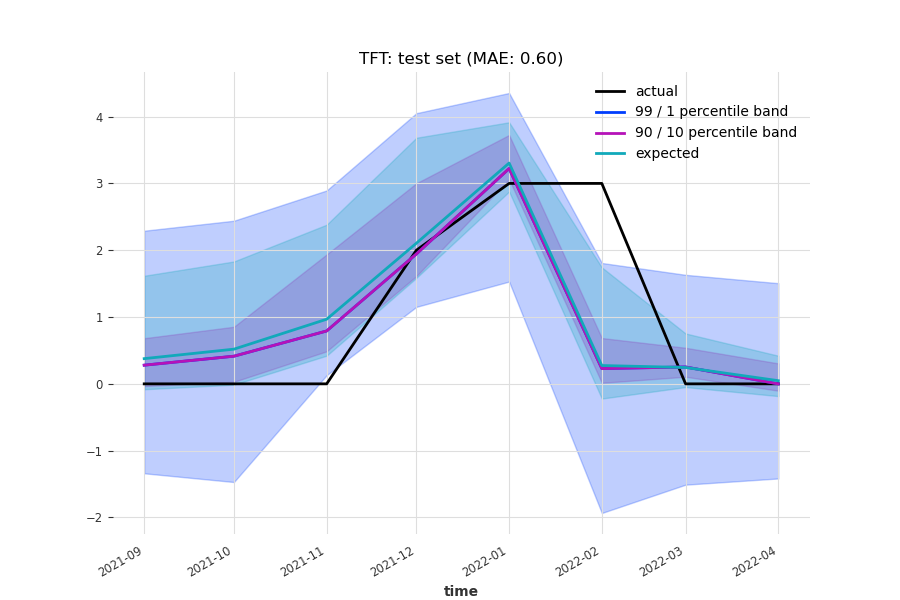 TFT: test set (MAE: 0.60)
actual
99 / 1 percentile band
90 / 10 percentile band
expected
4
3
2
1
0
−1
−2
2021-09
2021-10
2021-11
2021-12
2022-01
2022-02
2022-03
2022-04
time